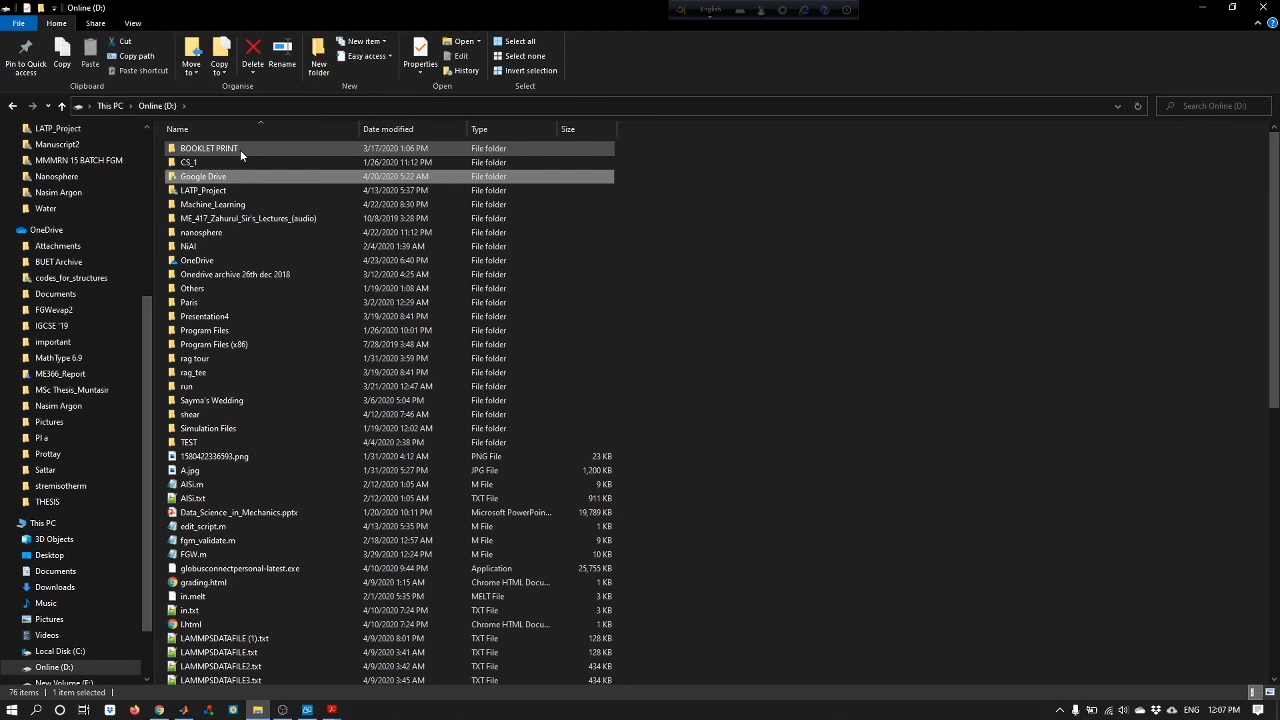 Online (D:)
English
File Home Share View
Pin to Quick access
Copy
Paste
Cut
Copy path
Paste shortcut
Clipboard
Move to
Copy to
Delete
Rename
Organise
New folder
New item
Easy access
New
Properties
Open
Edit
History
Open
Select all
Select none
Invert selection
Select
This PC Online (D:)
Search Online (D:)
LATP_Project
Manuscript2
MMMRN 15 BATCH FGM
Nanosphere
Nasim Argon
Water
OneDrive
Attachments
BUET Archive
codes_for_structures
Documents
FGWevap2
IGCSE '19
important
MathType 6.9
ME366_Report
MSc Thesis_Muntasir
Nasim Argon
Pictures
PI a
Prottay
Sattar
stremisotherm
THESIS
This PC
3D Objects
Desktop
Documents
Downloads
Music
Pictures
Videos
Local Disk (C:)
Online (D:)
New Volume (E:)
Name Date modified Type Size
BOOKLET PRINT 3/17/2020 1:06 PM File folder
CS_1 1/26/2020 11:12 PM File folder
Google Drive 4/20/2020 5:22 AM File folder
LATP_Project 4/13/2020 5:37 PM File folder
Machine_Learning 4/22/2020 8:30 PM File folder
ME_417_Zahurul_Sir's_Lectures_(audio) 10/8/2019 3:28 PM File folder
nanosphere 4/22/2020 11:12 PM File folder
NiAl 2/4/2020 1:39 AM File folder
OneDrive 4/23/2020 6:40 PM File folder
Onedrive archive 26th dec 2018 3/12/2020 4:25 AM File folder
Others 1/19/2020 1:08 AM File folder
Paris 3/2/2020 12:29 AM File folder
Presentation4 3/19/2020 8:41 PM File folder
Program Files 1/26/2020 10:01 PM File folder
Program Files (x86) 7/28/2019 3:48 AM File folder
rag tour 1/31/2020 3:59 PM File folder
rag_tee 3/19/2020 8:41 PM File folder
run 3/21/2020 12:47 AM File folder
Sayma's Wedding 3/6/2020 5:04 PM File folder
shear 4/12/2020 7:46 AM File folder
Simulation Files 4/12/2020 1:55 PM File folder
TEST 4/4/2020 2:38 PM File folder
1580422336593.png 1/31/2020 4:12 AM PNG File 23 KB
A.jpg 1/31/2020 5:27 PM JPG File 1,200 KB
AlSi.m 2/12/2020 1:05 AM M File 9 KB
AlSi.txt 2/12/2020 1:05 AM TXT File 911 KB
Data_Science _in_Mechanics.pptx 1/20/2020 10:11 PM Microsoft PowerPoin... 19,789 KB
edit_script.m 4/13/2020 5:35 PM M File 1 KB
fgm_validate.m 2/18/2020 12:57 AM M File 9 KB
FGW.m 3/29/2020 12:24 PM M File 10 KB
globusconnectpersonal-latest.exe 4/10/2020 9:44 PM Application 25,755 KB
grading.html 4/9/2020 1:15 AM Chrome HTML Docu... 1 KB
in.melt 2/1/2020 5:35 PM MELT File 3 KB
in.txt 4/10/2020 7:24 PM TXT File 3 KB
l.html 4/10/2020 7:24 PM Chrome HTML Docu... 1 KB
LAMMPSDATAFILE (1).txt 4/9/2020 8:01 PM TXT File 128 KB
LAMMPSDATAFILE.txt 4/9/2020 3:41 AM TXT File 128 KB
LAMMPSDATAFILE2.txt 4/9/2020 3:42 AM TXT File 434 KB
LAMMPSDATAFILE3.txt 4/9/2020 3:45 AM TXT File 434 KB
76 items 1 item selected
12:07 PM